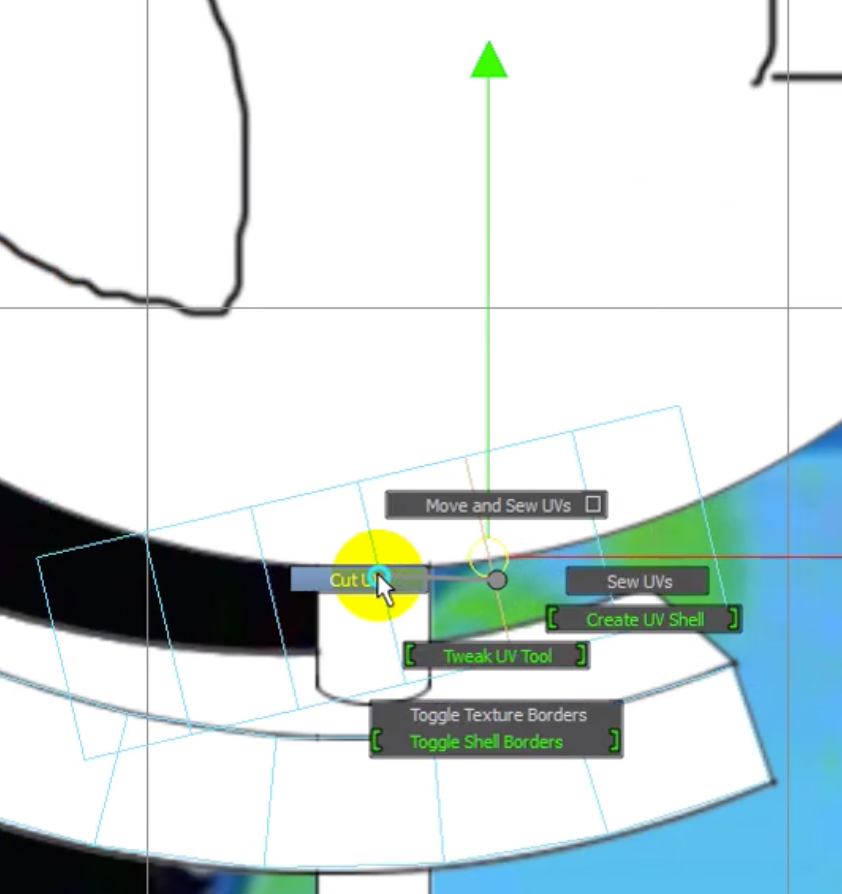 Move and Sew UVs
Cut
Sew UVs
Create UV Shell
Tweak UV Tool
Toggle Texture Borders
Toggle Shell Borders